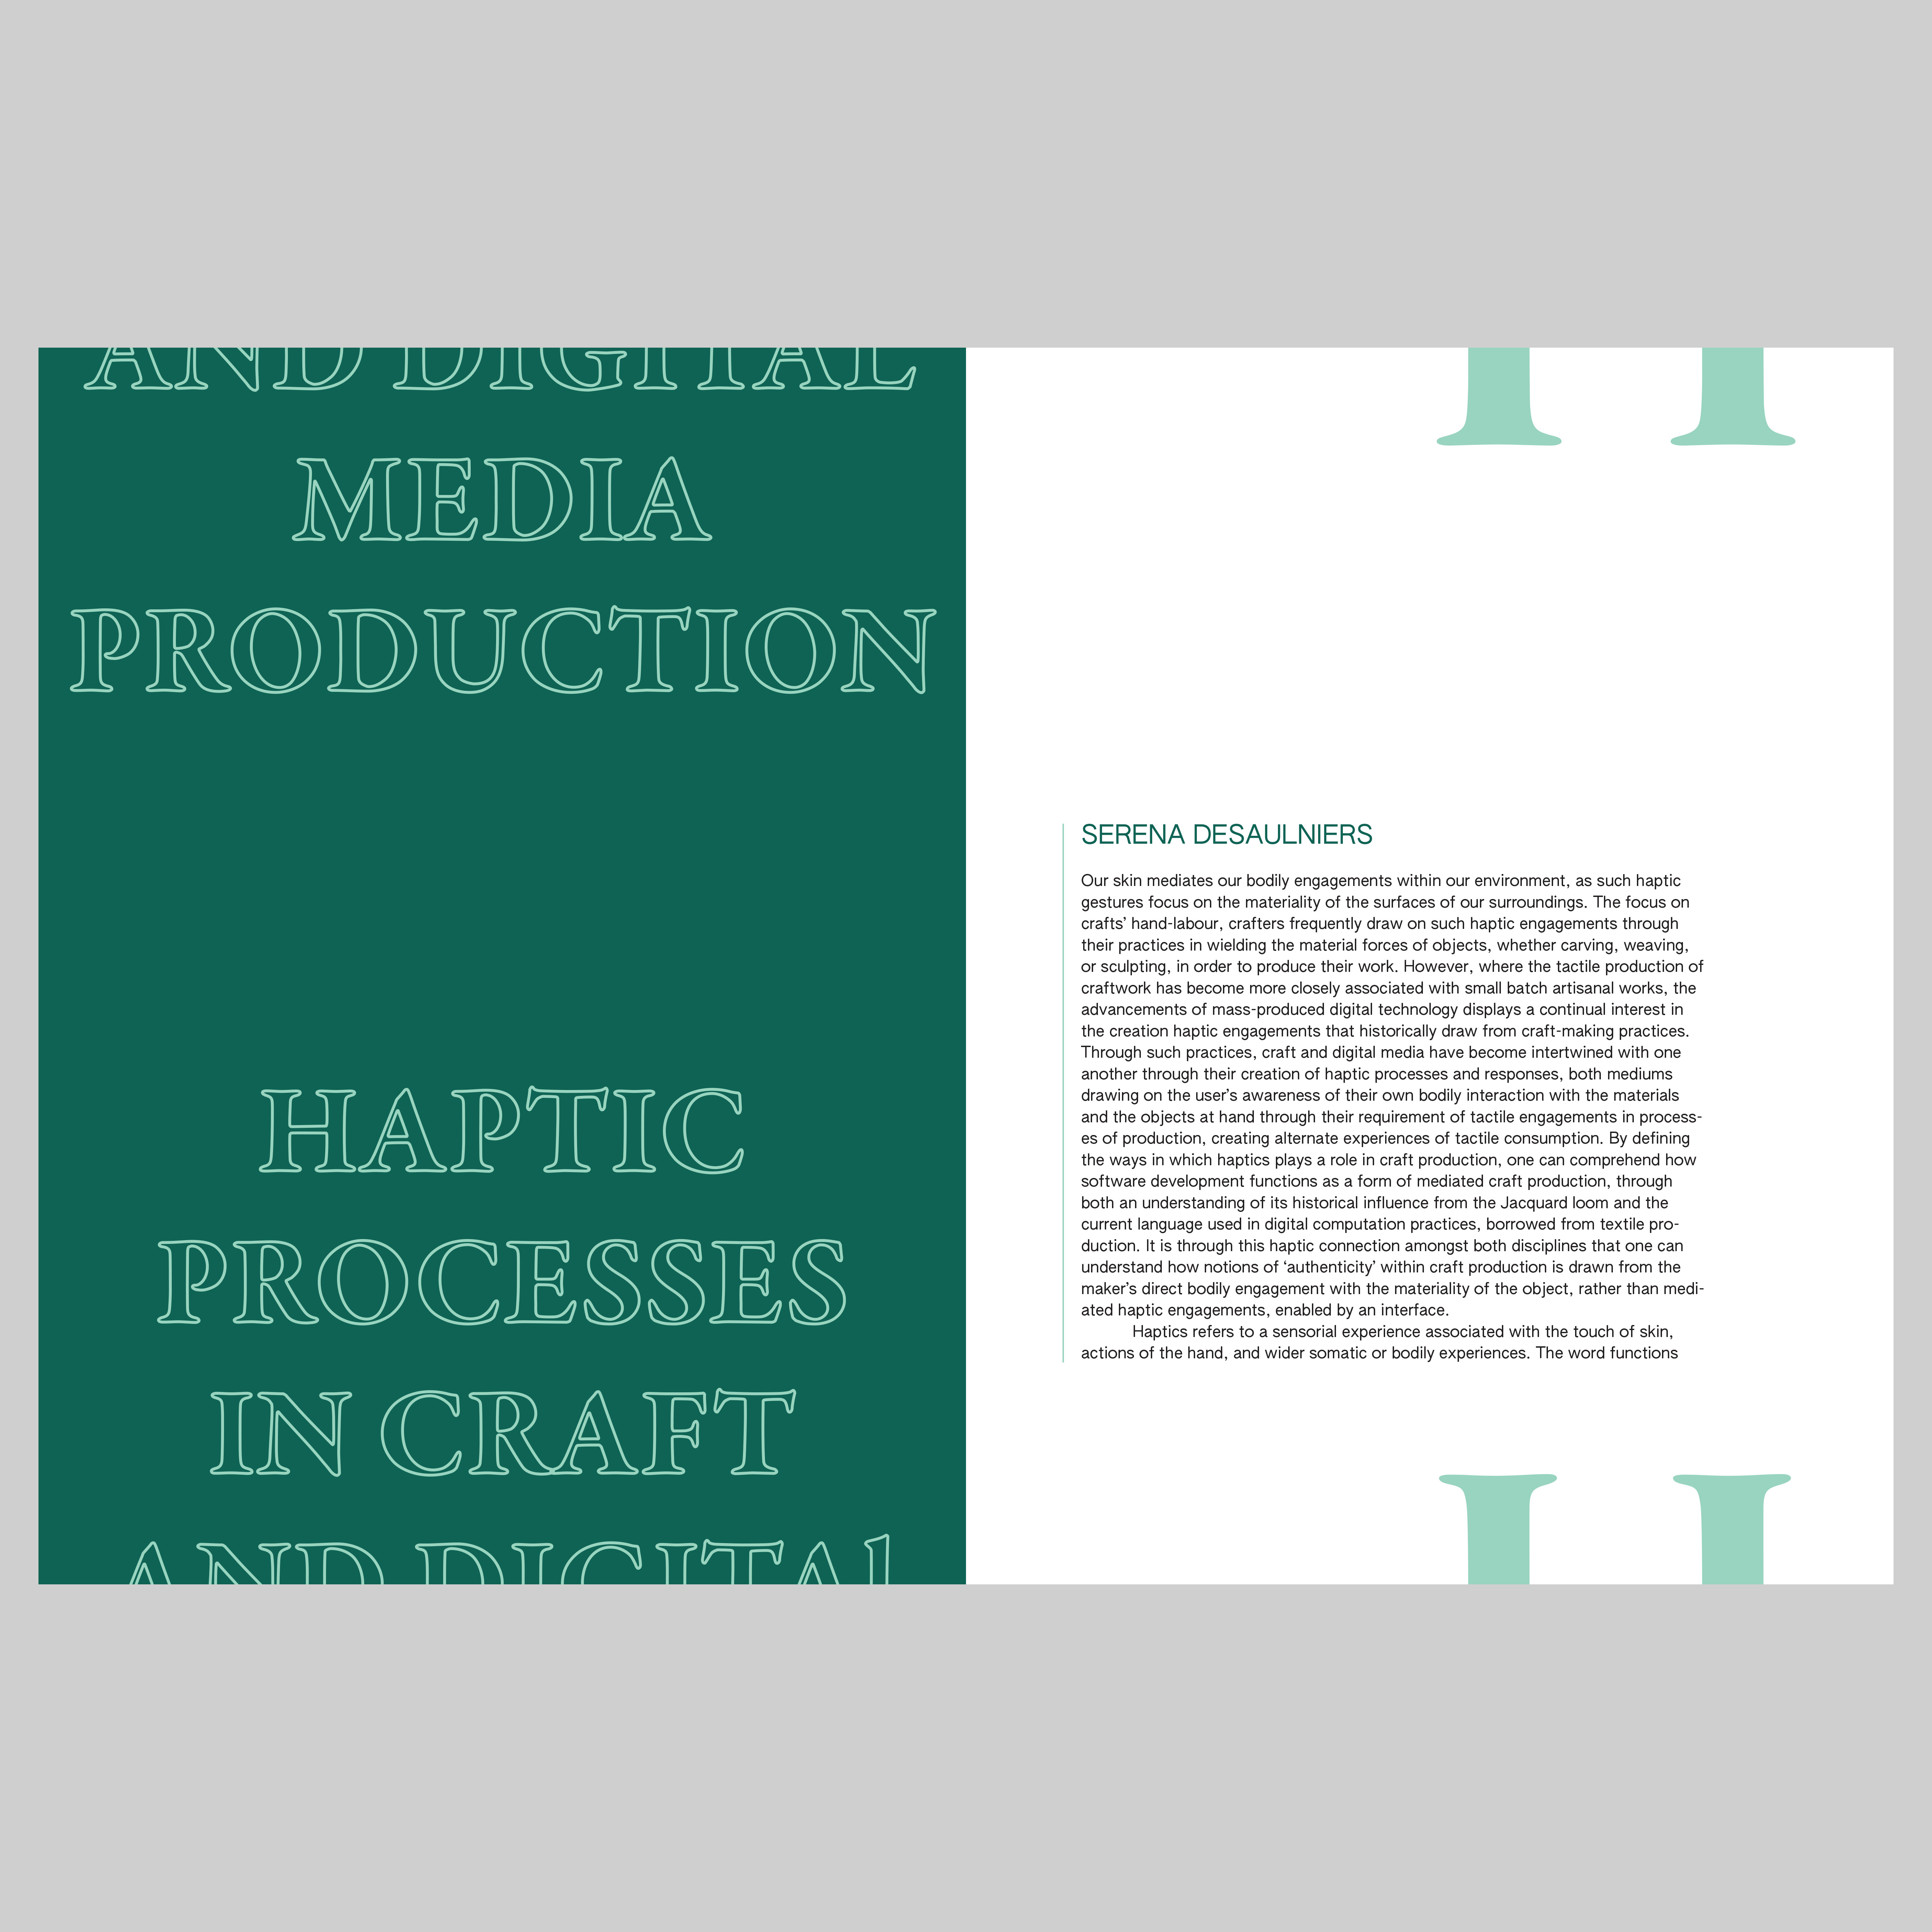 AND DIGITAL
MEDIA
PRODUCTION
HAPTIC
PROCESSES
IN CRAFT
AND DIGITAl
SERENA DESAULNIERS
Our skin mediates our bodily engagements within our environment, as such haptic
gestures focus on the materiality of the surfaces of our surroundings. The focus on
crafts’ hand-labour, crafters frequently draw on such haptic engagements through
their practices in wielding the material forces of objects, whether carving, weaving,
or sculpting, in order to produce their work. However, where the tactile production of
craftwork has become more closely associated with small batch artisanal works, the
advancements of mass-produced digital technology displays a continual interest in
the creation haptic engagements that historically draw from craft-making practices.
Through such practices, craft and digital media have become intertwined with one
another through their creation of haptic processes and responses, both mediums
drawing on the user’s awareness of their own bodily interaction with the materials
and the objects at hand through their requirement of tactile engagements in process-
es of production, creating alternate experiences of tactile consumption. By defining
the ways in which haptics plays a role in craft production, one can comprehend how
software development functions as a form of mediated craft production, through
both an understanding of its historical influence from the Jacquard loom and the
current language used in digital computation practices, borrowed from textile pro-
duction. It is through this haptic connection amongst both disciplines that one can
understand how notions of ‘authenticity’ within craft production is drawn from the
maker’s direct bodily engagement with the materiality of the object, rather than medi-
ated haptic engagements, enabled by an interface.
Haptics refers to a sensorial experience associated with the touch of skin,
actions of the hand, and wider somatic or bodily experiences. The word functions